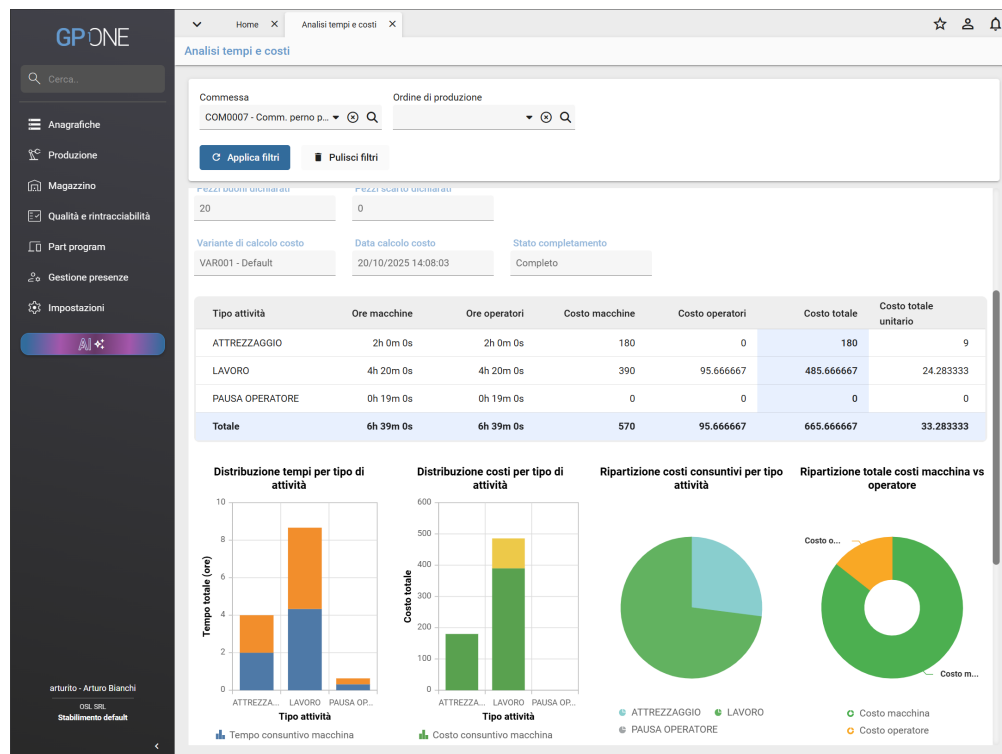 GP ONE
Home
Analisi tempi e costi
Analisi tempi e costi
Cerca..
Anagrafiche
Produzione
Magazzino
Qualità e rintracciabilità
Part program
Gestione presenze
Impostazioni
AI
arturito - Arturo Bianchi
OSL SRL
Stabilimento default
Commessa
Ordine di produzione
COM0007 - Comm. perno p...
Applica filtri
Pulisci filtri
Pezzi buoni dichiarati
Pezzi scarto dichiarati
20
0
Variante di calcolo costo
Data calcolo costo
Stato completamento
VAR001 - Default
20/10/2025 14:08:03
Completo
Tipo attività Ore macchine Ore operatori Costo macchine Costo operatori Costo totale Costo totale unitario
ATTREZZAGGIO 2h 0m 0s 2h 0m 0s 180 0 180 9
LAVORO 4h 20m 0s 4h 20m 0s 390 95.666667 485.666667 24.283333
PAUSA OPERATORE 0h 19m 0s 0h 19m 0s 0 0 0 0
Totale 6h 39m 0s 6h 39m 0s 570 95.666667 665.666667 33.283333
Distribuzione tempi per tipo di
attività
10
8
6
4
2
0
Tempo totale (ore)
ATTREZZA... LAVORO PAUSA OP...
Tipo attività
Tempo consuntivo macchina
Distribuzione costi per tipo di
attività
600
500
400
300
200
100
0
Costo totale
ATTREZZA... LAVORO PAUSA OP...
Tipo attività
Costo consuntivo macchina
Ripartizione costi consuntivi per tipo
attività
ATTREZZAGGIO LAVORO
PAUSA OPERATORE
Ripartizione totale costi macchina vs
operatore
Costo o...
Costo m...
Costo macchina
Costo operatore